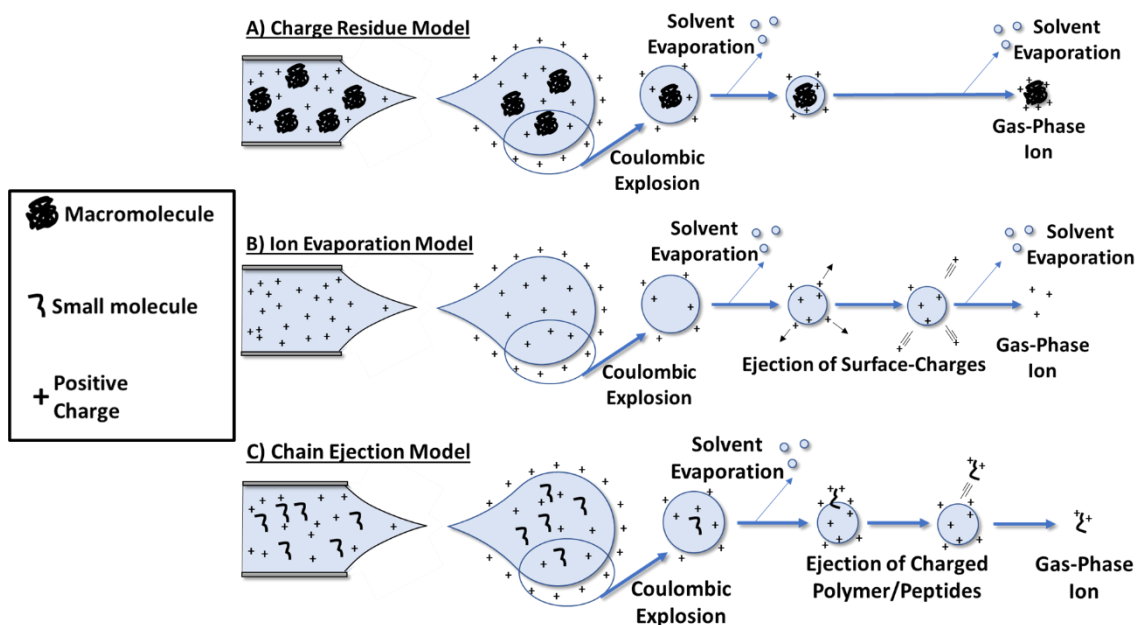 A) Charge Residue Model
Solvent
Evaporation
Solvent
Evaporation
Coulombic
Explosion
Gas-Phase
Ion
Macromolecule
Small molecule
+ Positive
Charge
B) Ion Evaporation Model
Solvent
Evaporation
Solvent
Evaporation
Coulombic
Explosion
Ejection of Surface-Charges
Gas-Phase
Ion
C) Chain Ejection Model
Solvent
Evaporation
Coulombic
Explosion
Ejection of Charged
Polymer/Peptides
Gas-Phase
Ion